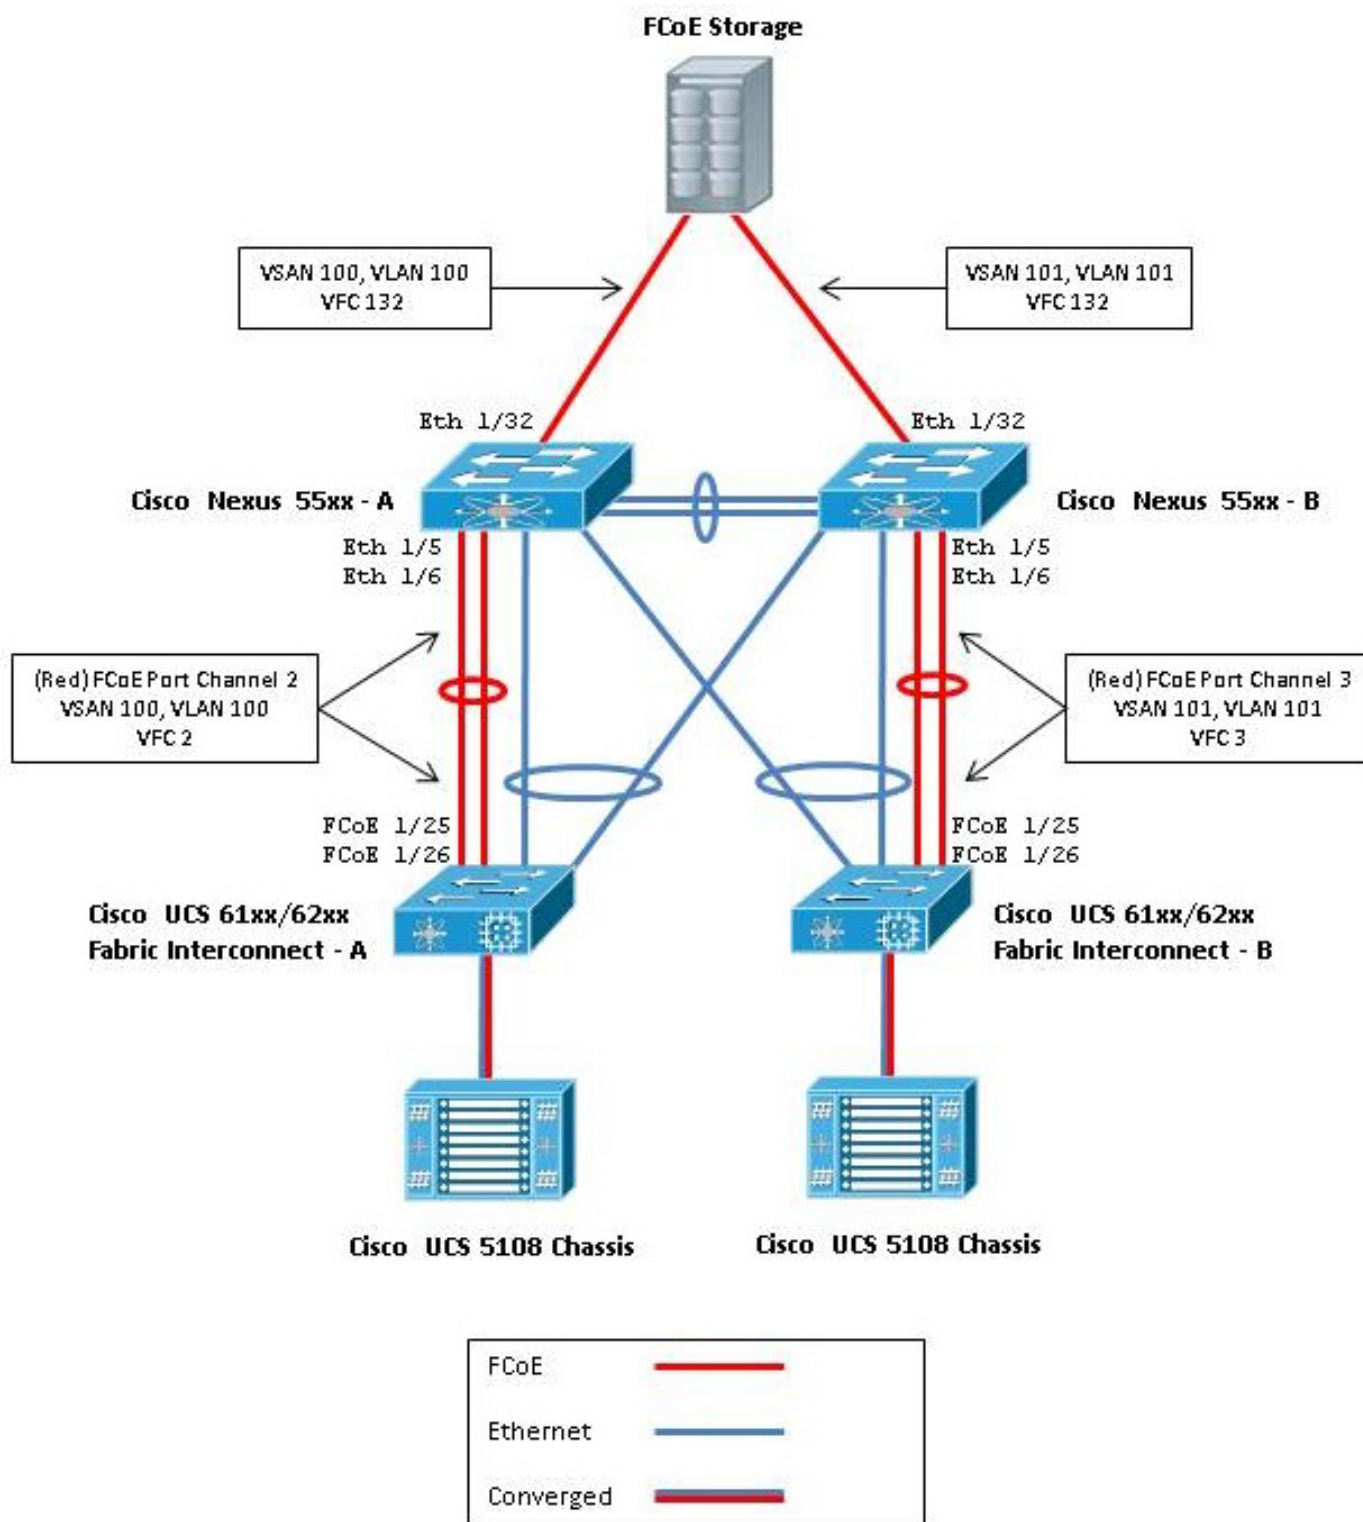 FCoE Storage
VSAN 100, VLAN 100
VFC 132
VSAN 101, VLAN 101
VFC 132
Eth 1/32
Eth 1/32
Cisco Nexus 55xx - A
Cisco Nexus 55xx - B
Eth 1/5
Eth 1/6
Eth 1/5
Eth 1/6
(Red) FCoE Port Channel 2
VSAN 100, VLAN 100
VFC 2
(Red) FCoE Port Channel 3
VSAN 101, VLAN 101
VFC 3
FCoE 1/25
FCoE 1/26
FCoE 1/25
FCoE 1/26
Cisco UCS 61xx/62xx
Fabric Interconnect - A
Cisco UCS 61xx/62xx
Fabric Interconnect - B
Cisco UCS 5108 Chassis
Cisco UCS 5108 Chassis
FCoE
Ethernet
Converged